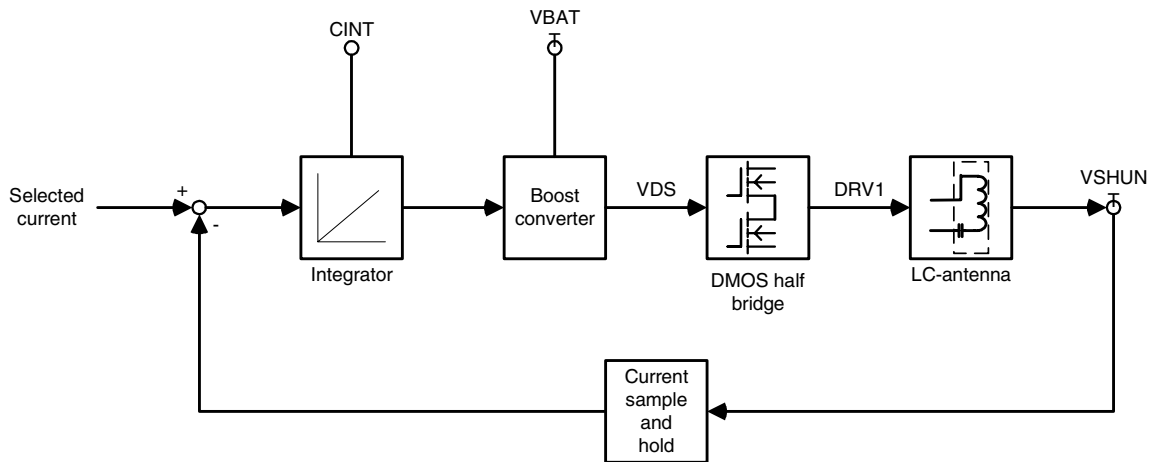 CINT
VBAT
Selected
current
+
-
Integrator
Boost
converter
VDS
DMOS half
bridge
DRV1
LC-antenna
VSHUN
T
Current
sample
and
hold